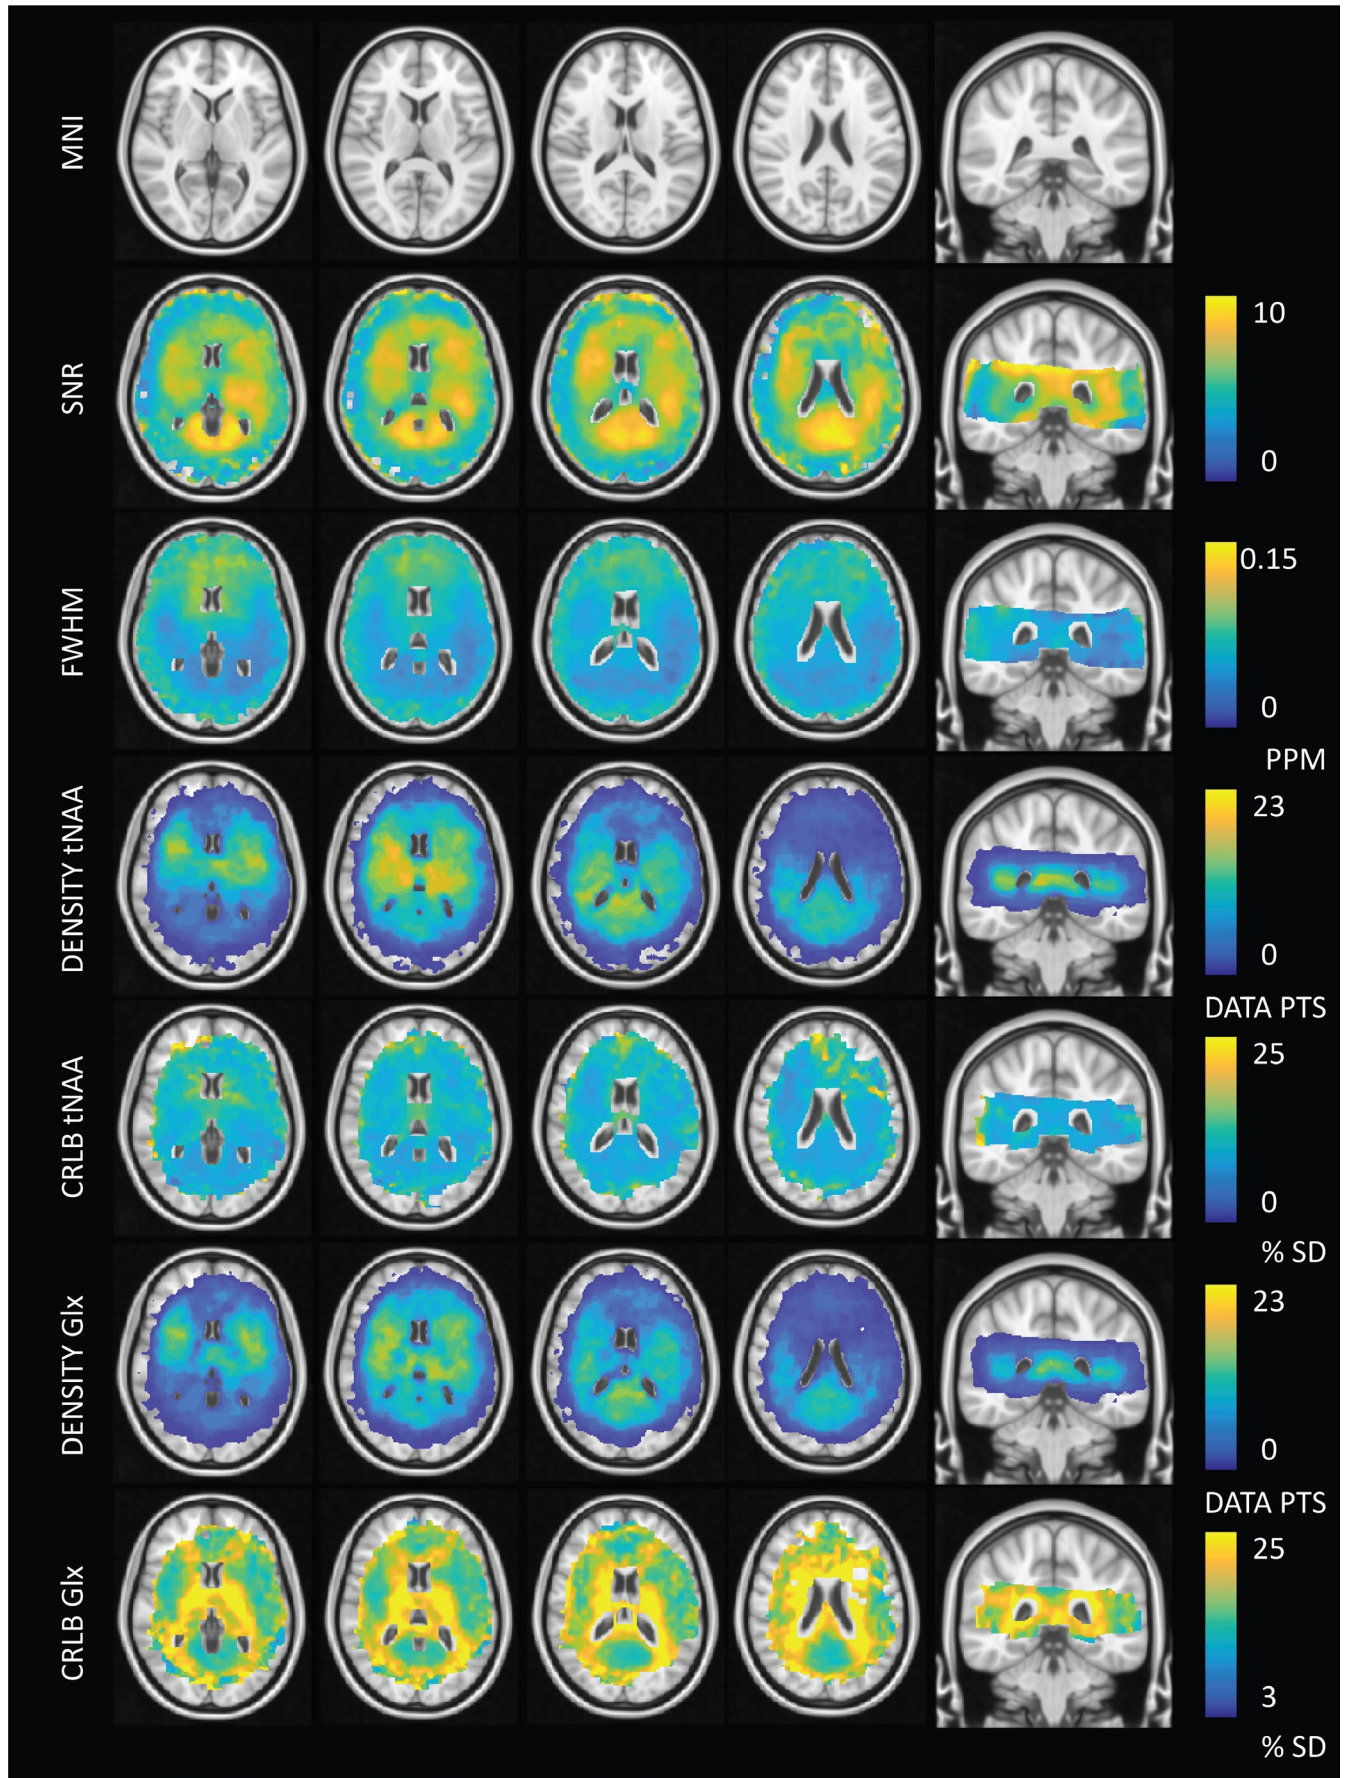 MNI
SNR
10
0
FWHM
0.15
0
PPM
DENSITY tNAA
23
0
DATA PTS
CRLB tNAA
25
0
% SD
DENSITY Glx
23
0
DATA PTS
CRLB Glx
25
3
% SD